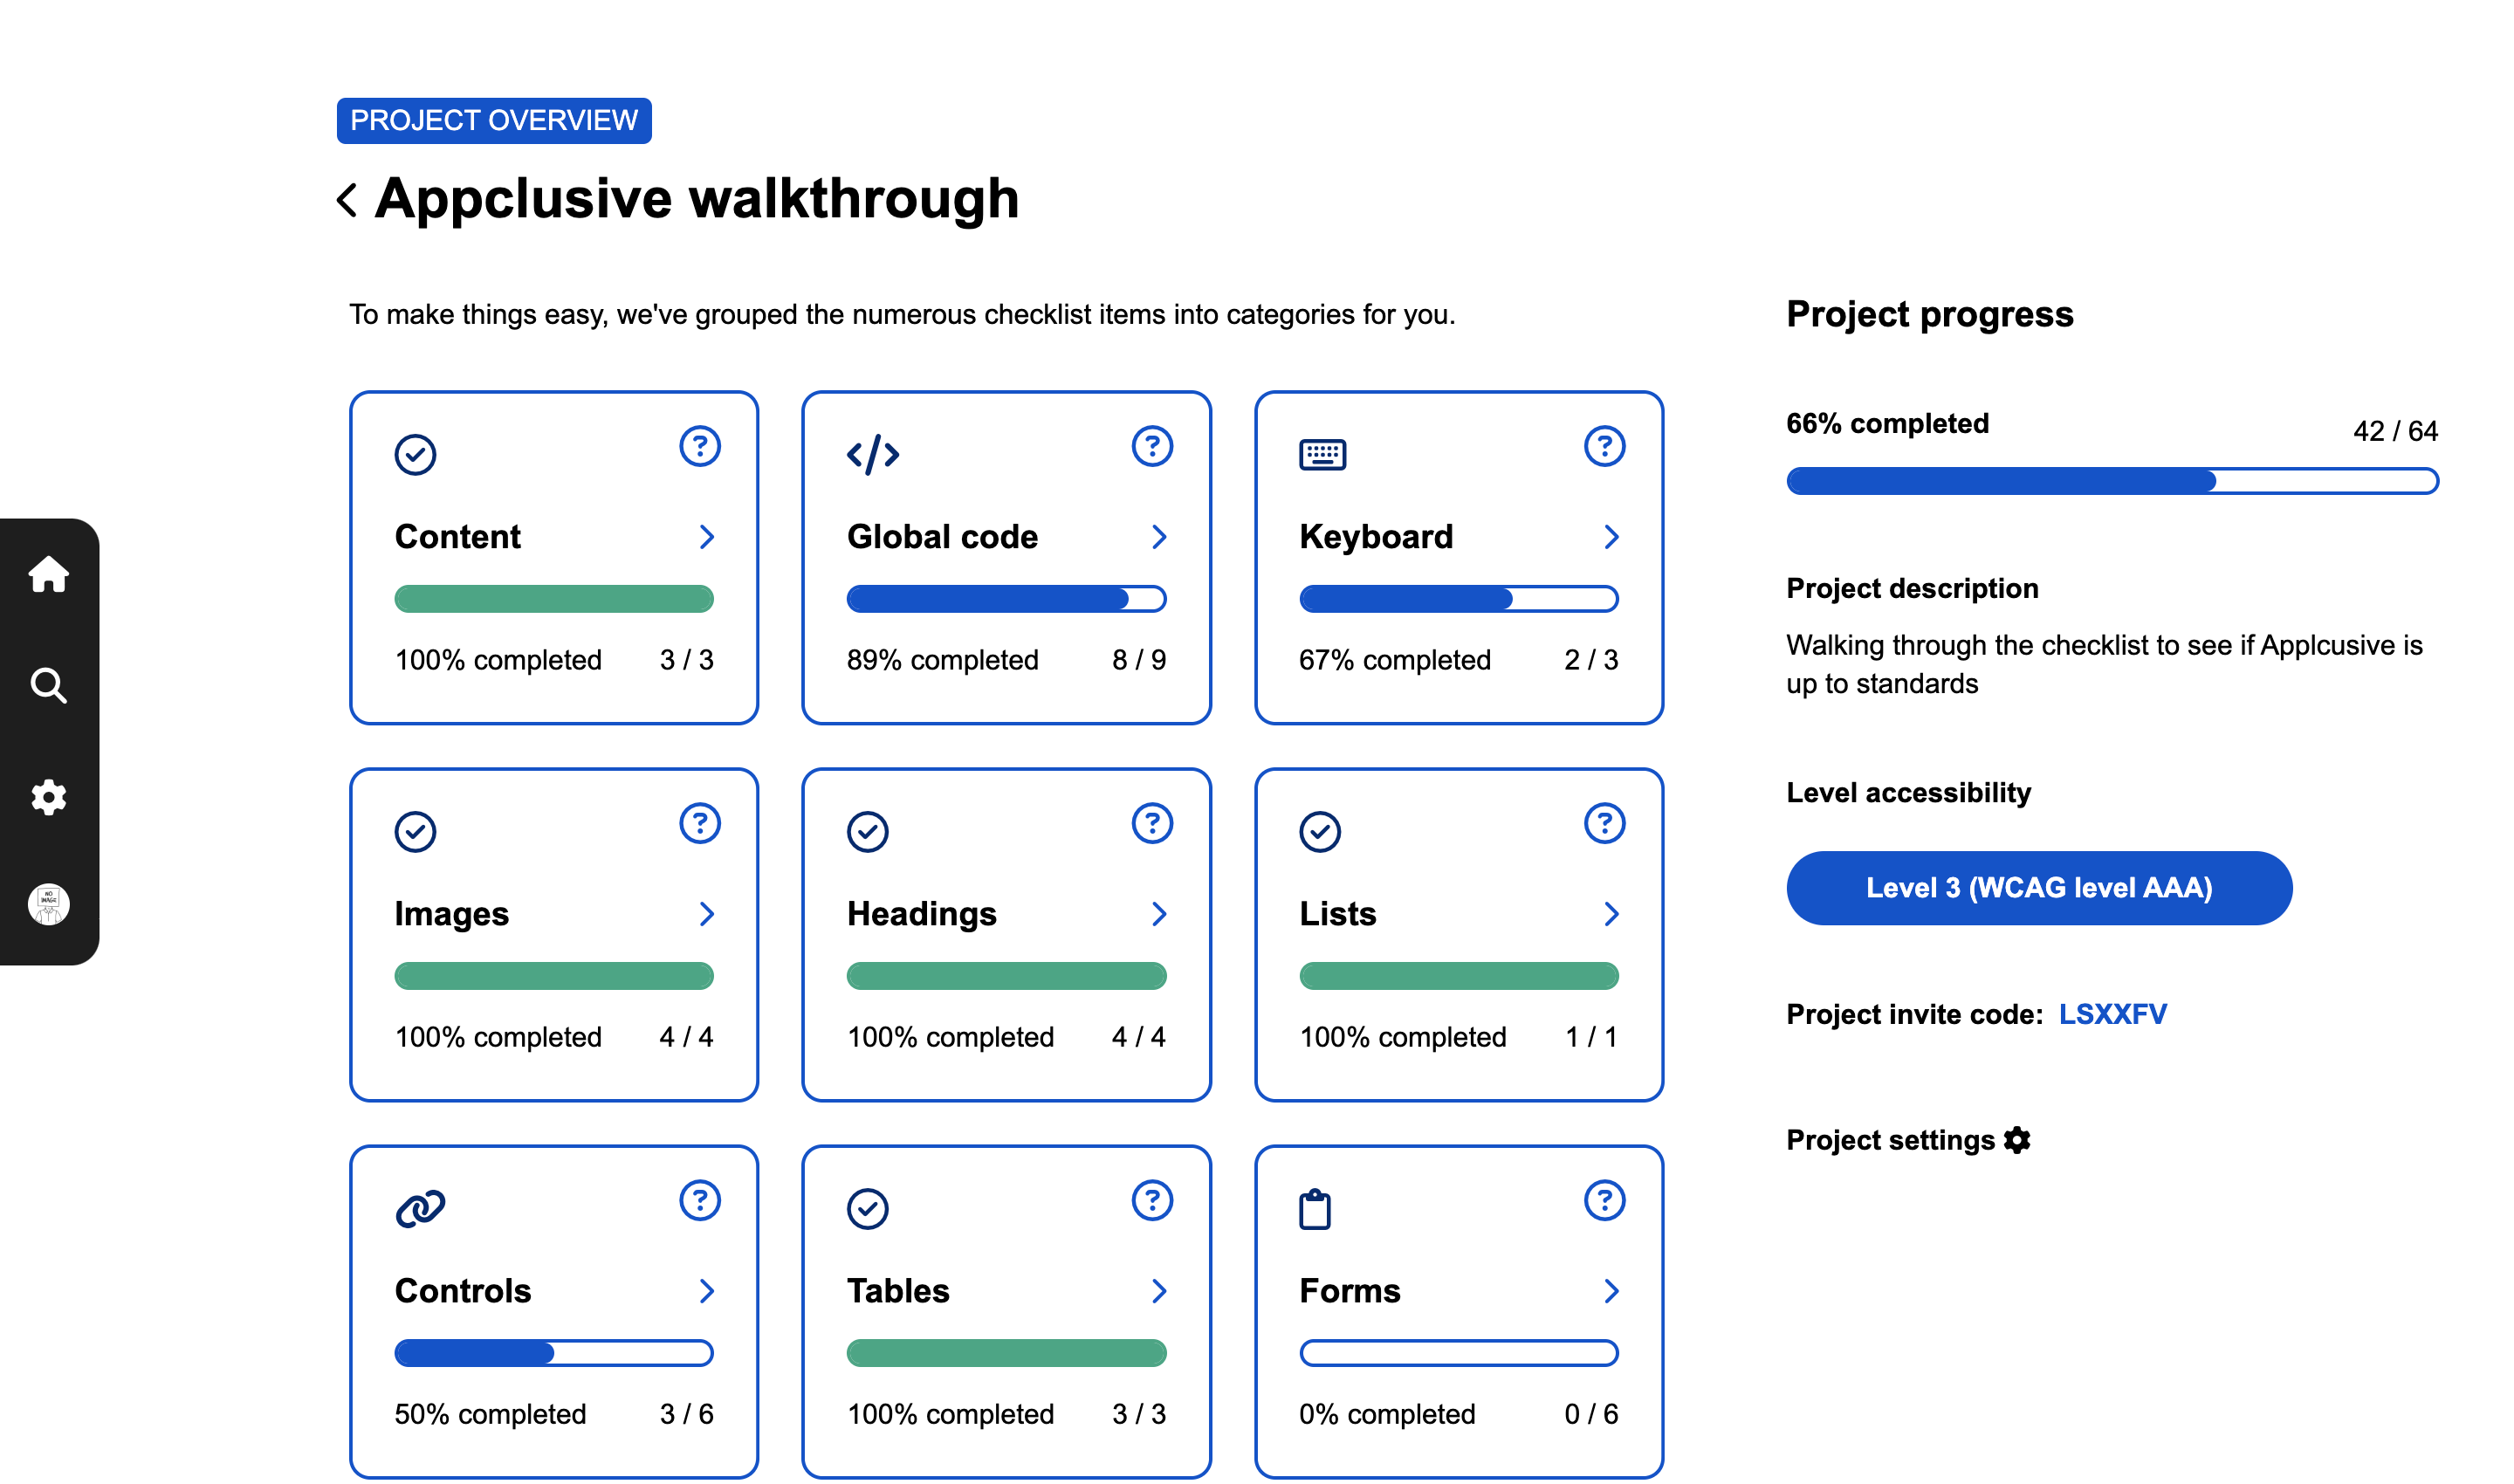 PROJECT OVERVIEW
Appclusive walkthrough
To make things easy, we've grouped the numerous checklist items into categories for you.
Content
100% completed 3 / 3
Global code
89% completed 8 / 9
Keyboard
67% completed 2 / 3
Images
100% completed 4 / 4
Headings
100% completed 4 / 4
Lists
100% completed 1 / 1
Controls
50% completed 3 / 6
Tables
100% completed 3 / 3
Forms
0% completed 0 / 6
Project progress
66% completed 42 / 64
Project description
Walking through the checklist to see if Applcusive is
up to standards
Level accessibility
Level 3 (WCAG level AAA)
Project invite code: LSXXFV
Project settings
NO
IMAGE